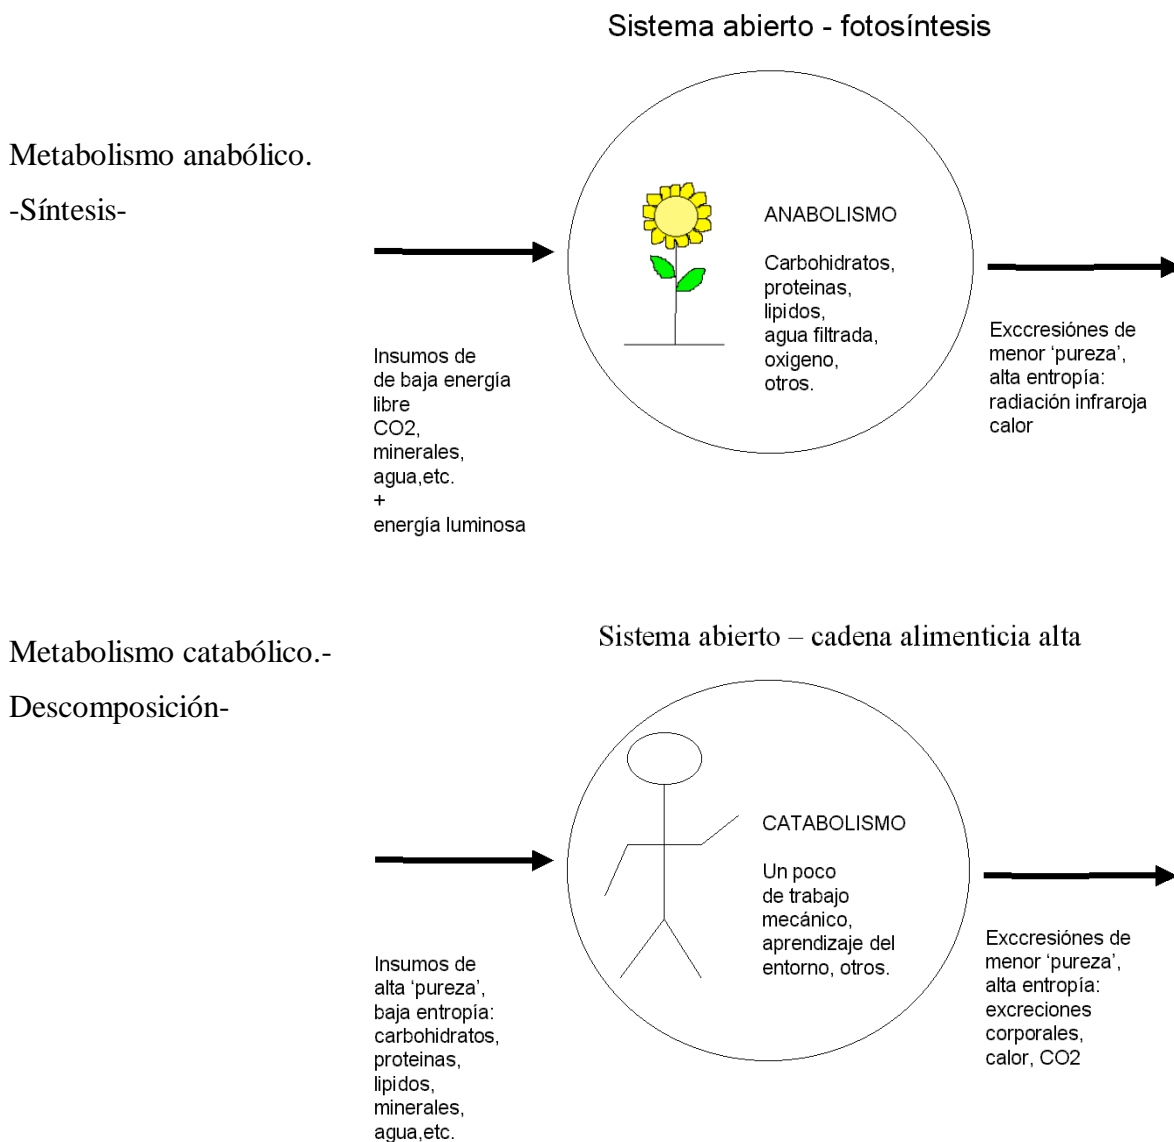 Sistema abierto - fotosíntesis
Metabolismo anabólico.
-Síntesis-
ANABOLISMO
Carbohidratos,
proteinas,
lipidos,
agua filtrada,
oxigeno,
otros.
Insumos de
de baja energía
libre
CO2,
minerales,
agua,etc.
+
energía luminosa
Exccresiónes de
menor ‘pureza’,
alta entropía:
radiación infraroja
calor
Metabolismo catabólico.-
Descomposición-
Sistema abierto – cadena alimenticia alta
CATABOLISMO
Un poco
de trabajo
mecánico,
aprendizaje del
entorno, otros.
Insumos de
alta ‘pureza’,
baja entropía:
carbohidratos,
proteinas,
lipidos,
minerales,
agua,etc.
Exccresiónes de
menor ‘pureza’,
alta entropía:
excreciones
corporales,
calor, CO2